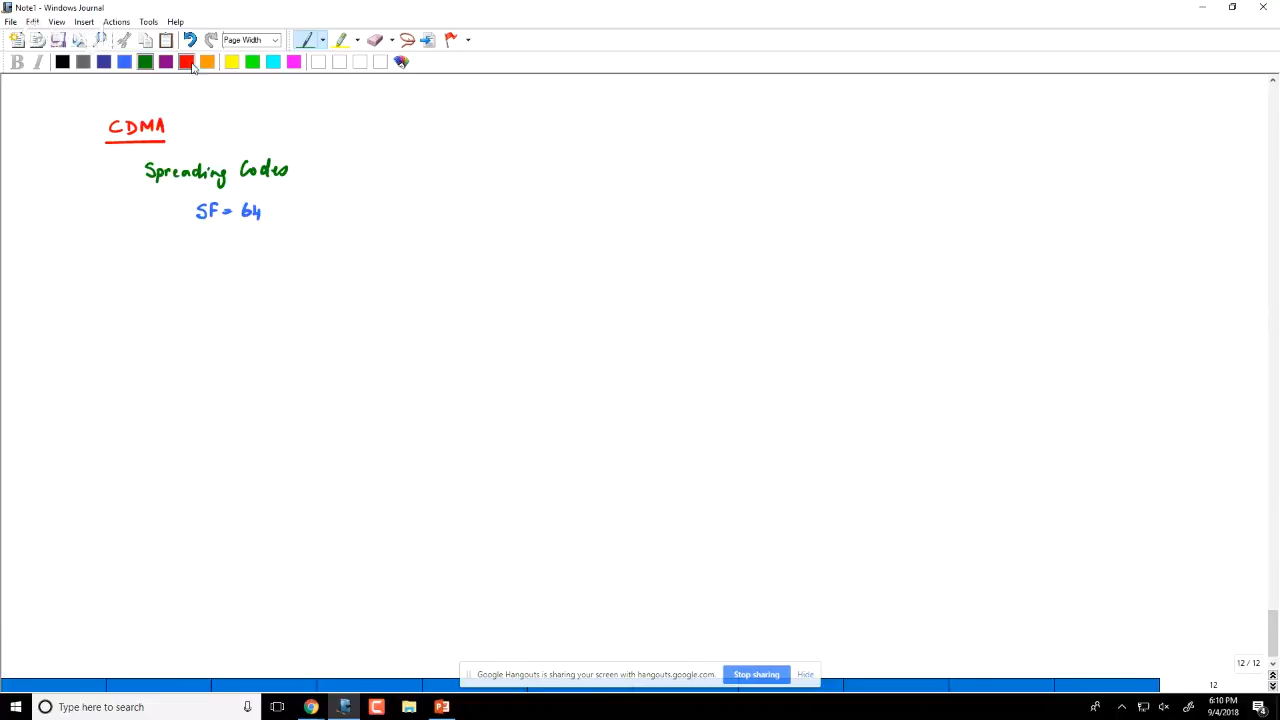 Note1 - Windows Journal
File Edit View Insert Actions Tools Help
Page Width
B I
CDMA
Spreading Codes
SF = 64
12 / 12
Google Hangouts is sharing your screen with hangouts.google.com. Stop sharing Hide
12
Type here to search
6:10 PM
9/4/2018
4